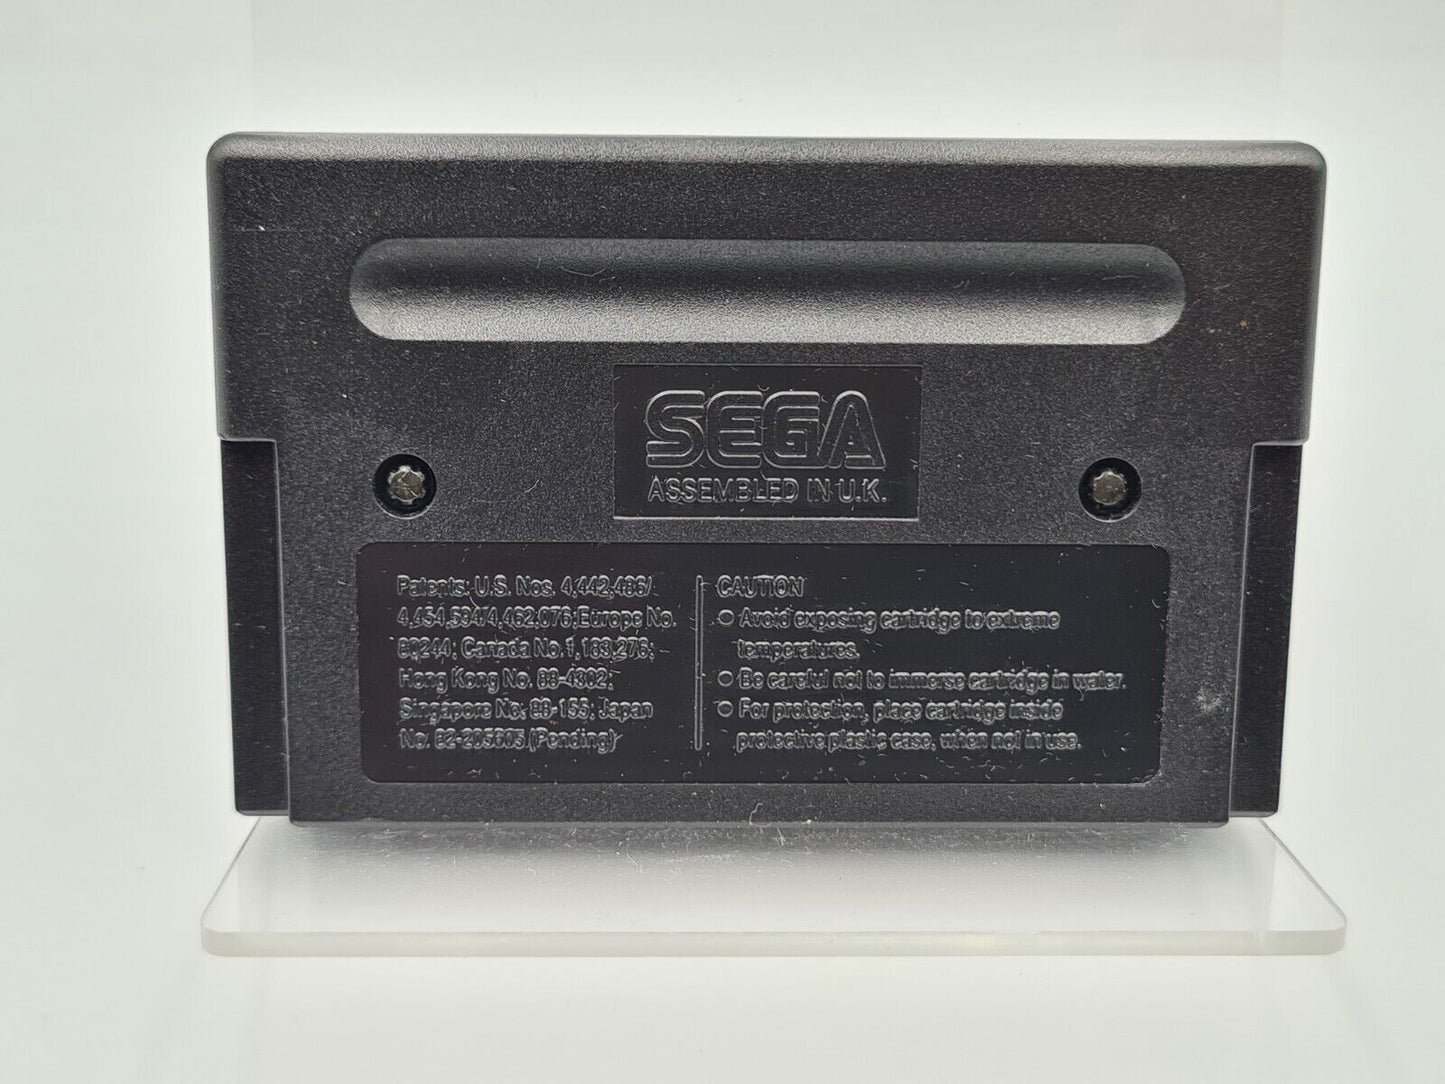 SEGA
ASSEMBLED IN U.K.
Patents: U.S. Nos. 4,442,486/
4,454,594/4,462,076;Europe No.
80244; Canada No.1,183,276;
Hong Kong No. 88-4302;
Singapore No. 88-155; Japan
No. 82-205605 (Pending)
CAUTION
○ Avoid exposing cartridge to extreme
temperatures.
○ Be careful not to immerse cartridge in water.
○ For protection, place cartridge inside
protective plastic case, when not in use.